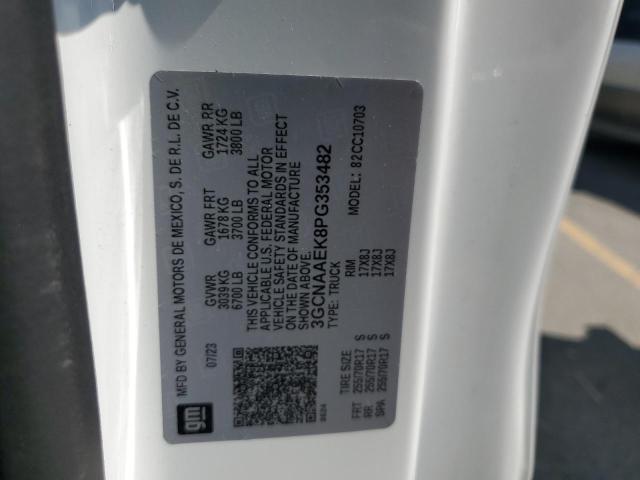 gm
MFD BY GENERAL MOTORS DE MEXICO, S. DE R.L. DE C.V.
07/23
GVWR GAWR FRT GAWR RR
3039 KG 1678 KG 1724 KG
6700 LB 3700 LB 3800 LB
THIS VEHICLE CONFORMS TO ALL
APPLICABLE U.S. FEDERAL MOTOR
VEHICLE SAFETY STANDARDS IN EFFECT
ON THE DATE OF MANUFACTURE
SHOWN ABOVE.
3GCNAAEK8PG353482
TYPE: TRUCK 82CC10703
TIRE SIZE RIM
FRT 255/70R17 S 17X8J
RR 255/70R17 S 17X8J
SPA 255/70R17 S 17X8J